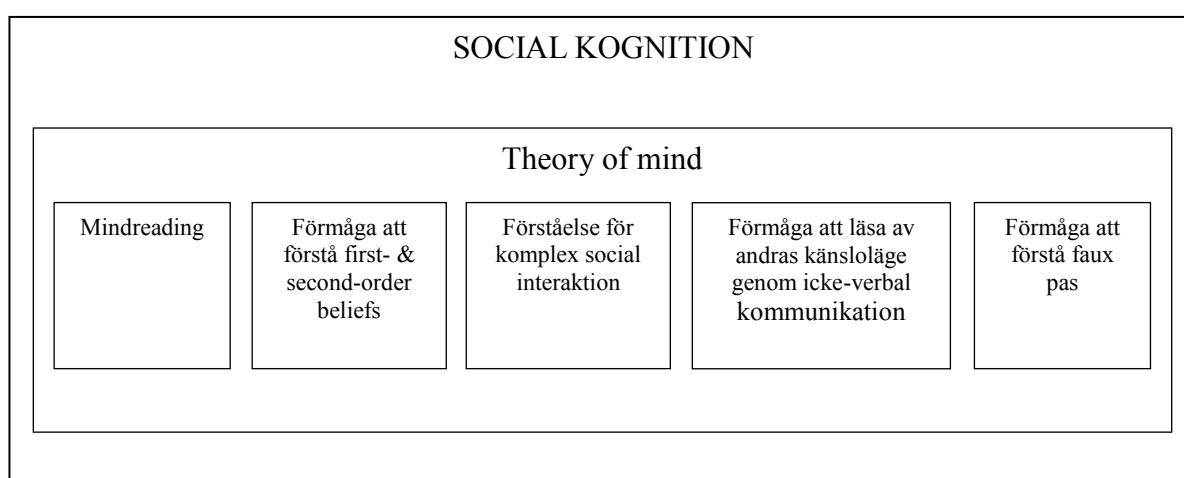 SOCIAL KOGNITION
Theory of mind
Mindreading
Förmåga att
förstå first- &
second-order
beliefs
Förståelse för
komplex social
interaktion
Förmåga att läsa av
andras känsloläge
genom icke-verbal
kommunikation
Förmåga att
förstå faux
pas